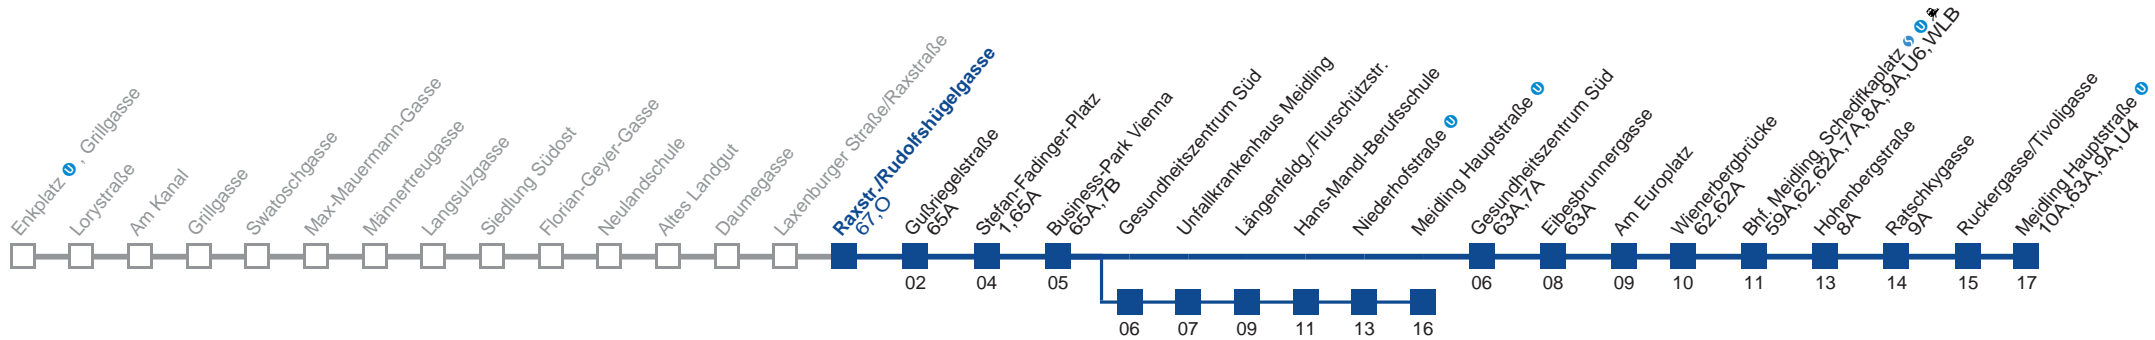 Enkplatz U, Grillgasse
Lorystraße
Am Kanal
Grillgasse
Swatoschgasse
Max-Mauermann-Gasse
Männertreugasse
Langsulzgasse
Siedlung Südost
Florian-Geyer-Gasse
Neulandschule
Altes Landgut
Daumegasse
Laxenburger Straße/Raxstraße
Raxstr./Rudolfshügelgasse
67,O
Gußriegelstraße
65A
Stefan-Fadinger-Platz
1,65A
Business-Park Vienna
65A,7B
Gesundheitszentrum Süd
Unfallkrankenhaus Meidling
Längenfeldg./Flurschützstr.
Hans-Mandl-Berufsschule
Niederhofstraße U
Meidling Hauptstraße U
Gesundheitszentrum Süd
63A,7A
Eibesbrunnergasse
63A
Am Europlatz
Wienerbergbrücke
62,62A
Bhf. Meidling, Schedifkaplatz S U
59A,62,62A,7A,8A,9A,U6,WLB
Hohenbergstraße
8A
Ratschkygasse
9A
Ruckergasse/Tivoligasse
Meidling Hauptstraße U
10A,63A,9A,U4
02 04 05 06 08 09 10 11 13 14 15 17
06 07 09 11 13 16